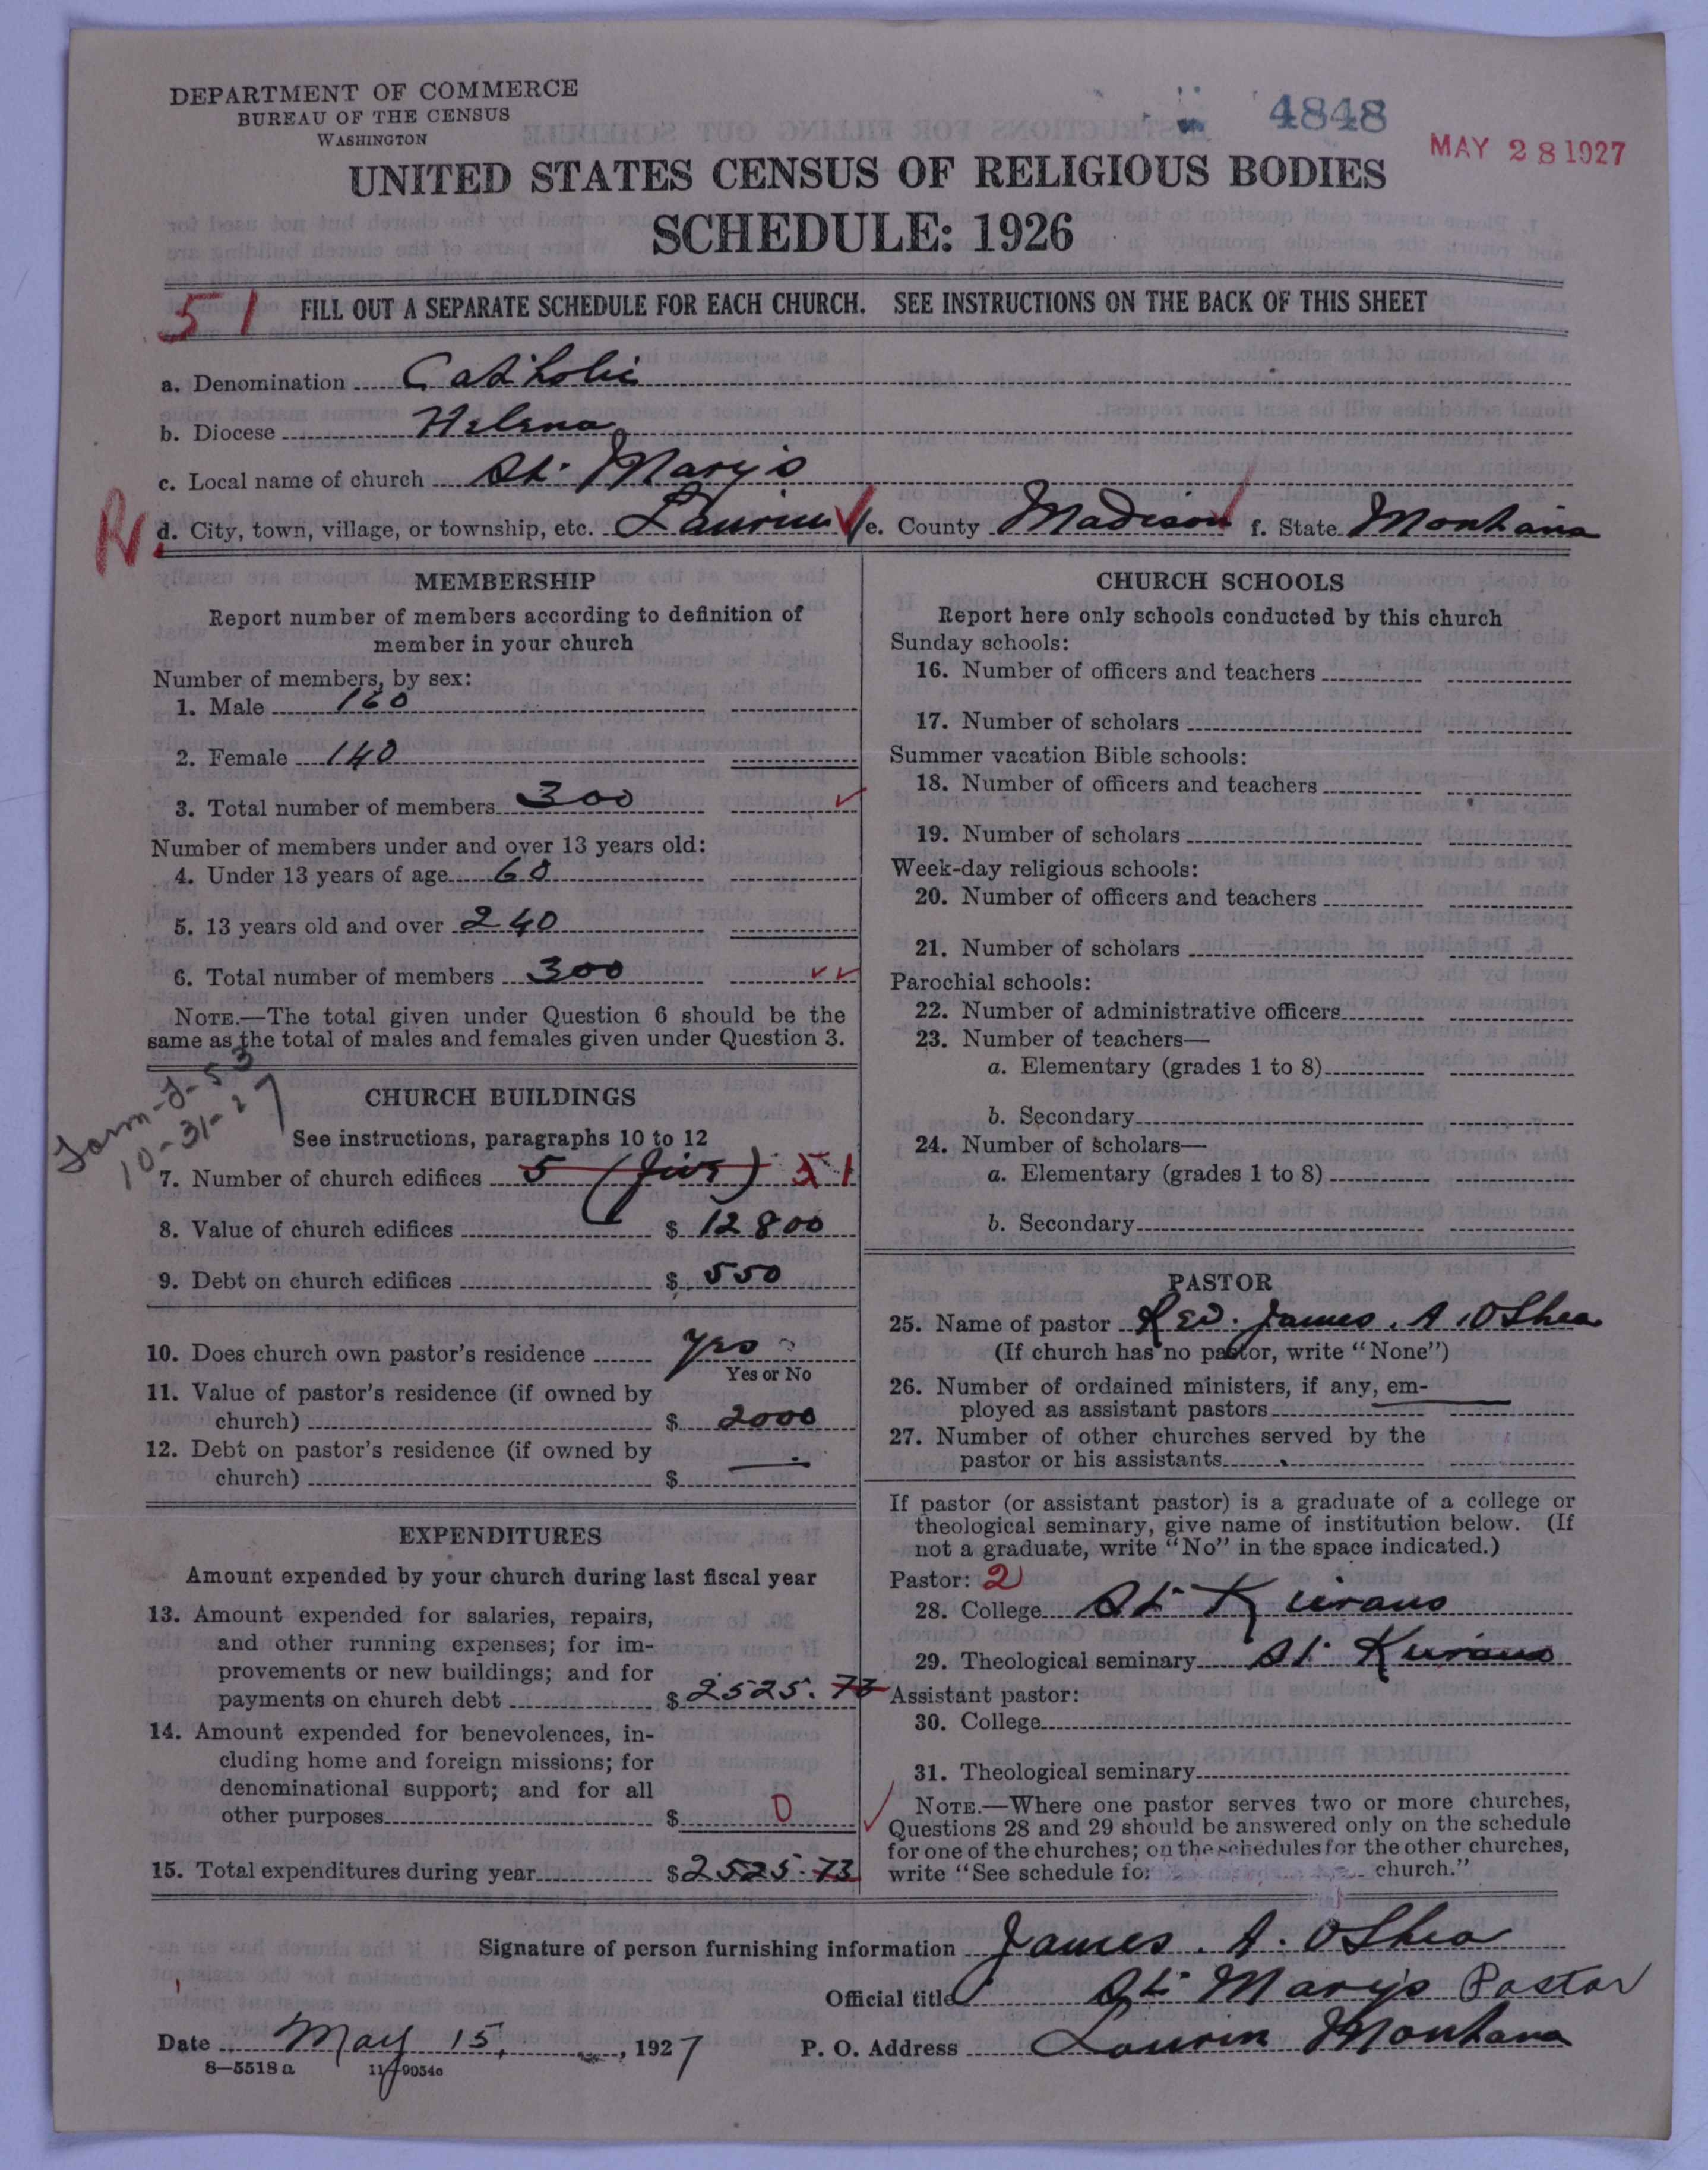 DEPARTMENT OF COMMERCE
BUREAU OF THE CENSUS
WASHINGTON
4848
MAY 28 1927
UNITED STATES CENSUS OF RELIGIOUS BODIES
SCHEDULE: 1926
51 FILL OUT A SEPARATE SCHEDULE FOR EACH CHURCH. SEE INSTRUCTIONS ON THE BACK OF THIS SHEET
a. Denomination Catholic
b. Diocese Helena
c. Local name of church St. Mary's
R d. City, town, village, or township, etc. Laurin e. County Madison f. State Montana
MEMBERSHIP
Report number of members according to definition of
member in your church
Number of members, by sex:
1. Male 160
2. Female 140
3. Total number of members 300
Number of members under and over 13 years old:
4. Under 13 years of age 60
5. 13 years old and over 240
6. Total number of members 300
NOTE.—The total given under Question 6 should be the
same as the total of males and females given under Question 3.
10-31-27
CHURCH BUILDINGS
See instructions, paragraphs 10 to 12
7. Number of church edifices 5 (five) 51
8. Value of church edifices $ 12800
9. Debt on church edifices $ 550
10. Does church own pastor's residence yes
Yes or No
11. Value of pastor's residence (if owned by
church) $ 2000
12. Debt on pastor's residence (if owned by
church) $ —
EXPENDITURES
Amount expended by your church during last fiscal year
13. Amount expended for salaries, repairs,
and other running expenses; for im-
provements or new buildings; and for
payments on church debt $ 2525.73
14. Amount expended for benevolences, in-
cluding home and foreign missions; for
denominational support; and for all
other purposes $ 0
15. Total expenditures during year $ 2525.73
CHURCH SCHOOLS
Report here only schools conducted by this church
Sunday schools:
16. Number of officers and teachers
17. Number of scholars
Summer vacation Bible schools:
18. Number of officers and teachers
19. Number of scholars
Week-day religious schools:
20. Number of officers and teachers
21. Number of scholars
Parochial schools:
22. Number of administrative officers
23. Number of teachers—
a. Elementary (grades 1 to 8)
b. Secondary
24. Number of scholars—
a. Elementary (grades 1 to 8)
b. Secondary
PASTOR
25. Name of pastor Rev. James. A. O'Shea
(If church has no pastor, write "None")
26. Number of ordained ministers, if any, em-
ployed as assistant pastors —
27. Number of other churches served by the
pastor or his assistants
If pastor (or assistant pastor) is a graduate of a college or
theological seminary, give name of institution below. (If
not a graduate, write "No" in the space indicated.)
Pastor: 2
28. College St Kieran's
29. Theological seminary St. Kieran's
Assistant pastor:
30. College
31. Theological seminary
NOTE.—Where one pastor serves two or more churches,
Questions 28 and 29 should be answered only on the schedule
for one of the churches; on the schedules for the other churches,
write "See schedule for church."
Signature of person furnishing information James. A. O'Shea
Official title St. Mary's Pastor
Date May 15, 1927 P. O. Address Laurin Montana
8—5518 a 11—9054c